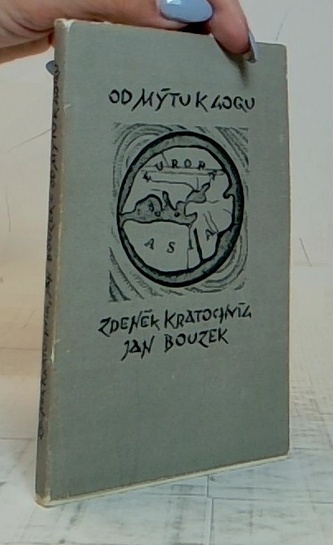 OD MÝTU K LOGU
EUROPA
ASIA
ZDENĚK KRATOCHVÍL
JAN BOUZEK